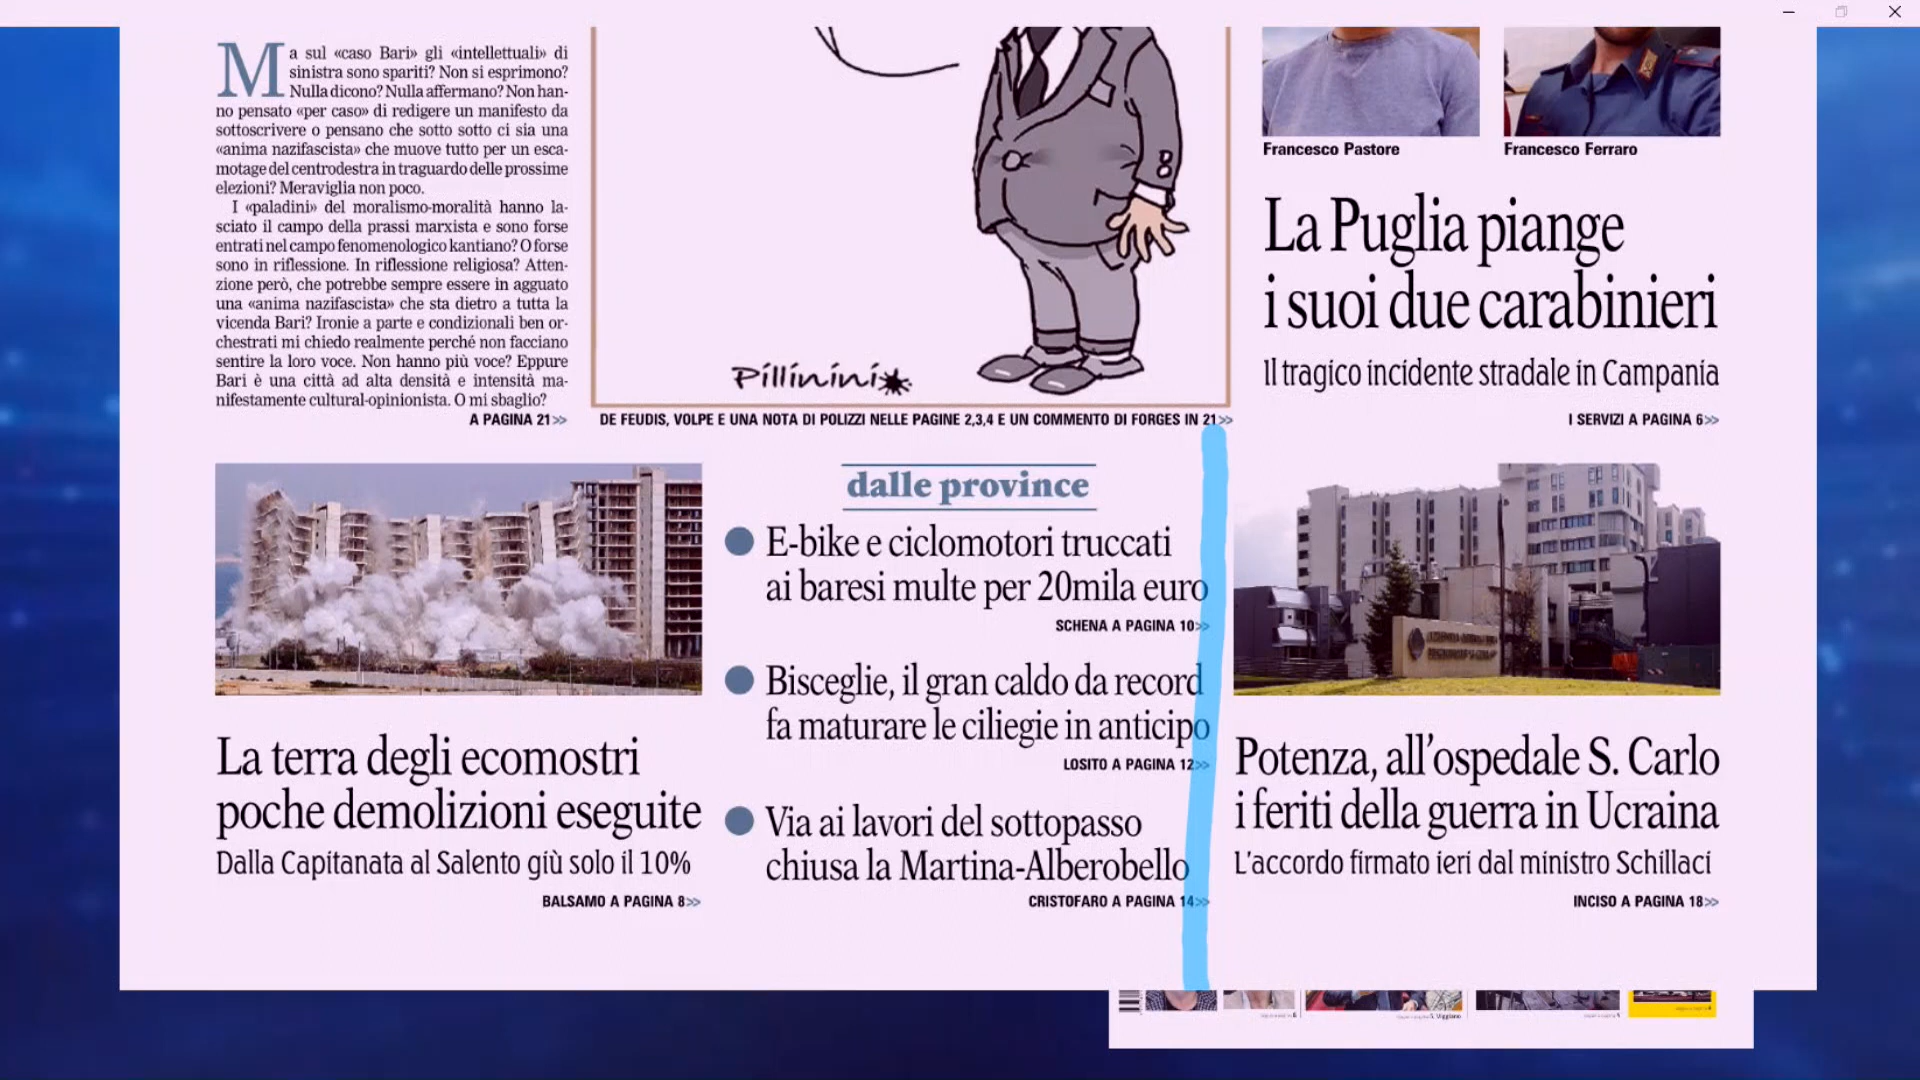 Ma sul «caso Bari» gli «intellettuali» di
sinistra sono spariti? Non si esprimono?
Nulla dicono? Nulla affermano? Non han-
no pensato «per caso» di redigere un manifesto da
sottoscrivere o pensano che sotto sotto ci sia una
«anima nazifascista» che muove tutto per un esca-
motage del centrodestra in traguardo delle prossime
elezioni? Meraviglia non poco.
I «paladini» del moralismo-moralità hanno la-
sciato il campo della prassi marxista e sono forse
entrati nel campo fenomenologico kantiano? O forse
sono in riflessione. In riflessione religiosa? Atten-
zione però, che potrebbe sempre essere in agguato
una «anima nazifascista» che sta dietro a tutta la
vicenda Bari? Ironie a parte e condizionali ben or-
chestrati mi chiedo realmente perché non facciano
sentire la loro voce. Non hanno più voce? Eppure
Bari è una città ad alta densità e intensità ma-
nifestamente cultural-opinionista. O mi sbaglio?
A PAGINA 21>>
Pillinini
DE FEUDIS, VOLPE E UNA NOTA DI POLIZZI NELLE PAGINE 2,3,4 E UN COMMENTO DI FORGES IN 21>>
Francesco Pastore
Francesco Ferraro
La Puglia piange
i suoi due carabinieri
Il tragico incidente stradale in Campania
I SERVIZI A PAGINA 6>>
La terra degli ecomostri
poche demolizioni eseguite
Dalla Capitanata al Salento giù solo il 10%
BALSAMO A PAGINA 8>>
dalle province
E-bike e ciclomotori truccati
ai baresi multe per 20mila euro
SCHENA A PAGINA 10>>
Bisceglie, il gran caldo da record
fa maturare le ciliegie in anticipo
LOSITO A PAGINA 12>>
Via ai lavori del sottopasso
chiusa la Martina-Alberobello
CRISTOFARO A PAGINA 14>>
Potenza, all'ospedale S. Carlo
i feriti della guerra in Ucraina
L'accordo firmato ieri dal ministro Schillaci
INCISO A PAGINA 18>>